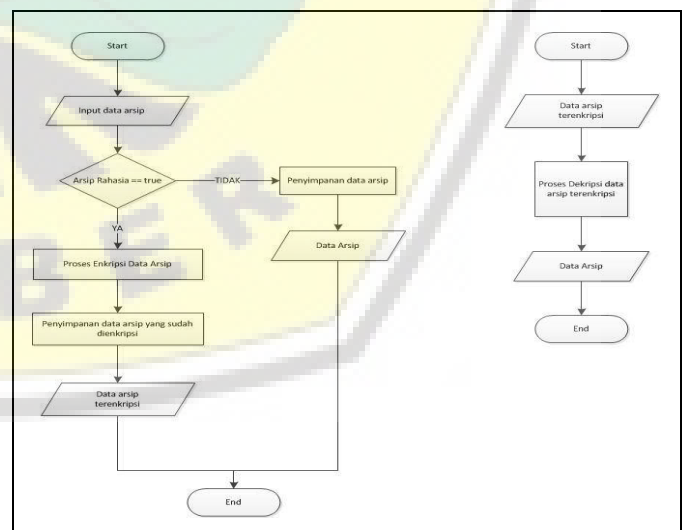 Start
Input data arsip
Arsip Rahasia == true
TIDAK
Penyimpanan data arsip
Data Arsip
YA
Proses Enkripsi Data Arsip
Penyimpanan data arsip yang sudah
dienkripsi
Data arsip
terenkripsi
End
Start
Data arsip
terenkripsi
Proses Dekripsi data
arsip terenkripsi
Data Arsip
End